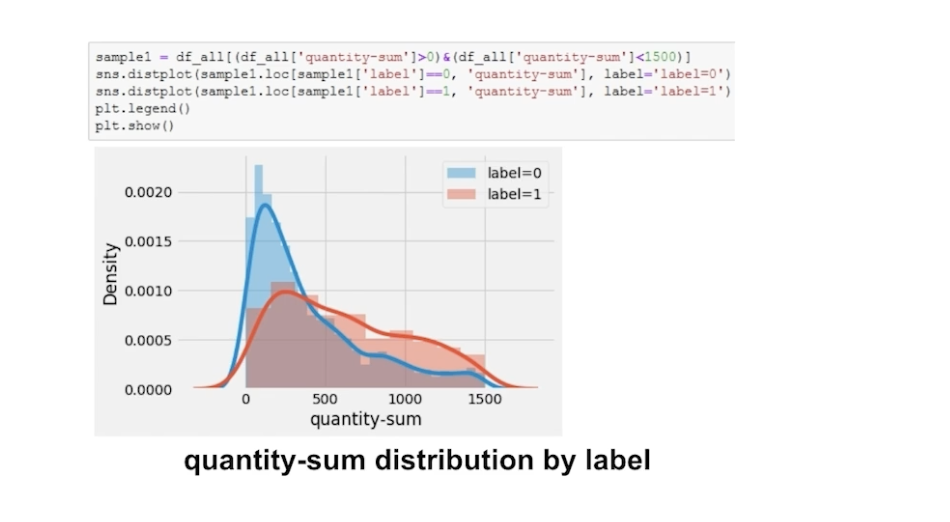 sample1 = df_all[(df_all['quantity-sum']>0)&(df_all['quantity-sum']<1500)]
sns.distplot(sample1.loc[sample1['label']==0, 'quantity-sum'], label='label=0')
sns.distplot(sample1.loc[sample1['label']==1, 'quantity-sum'], label='label=1')
plt.legend()
plt.show()
label=0
label=1
0.0020
0.0015
0.0010
0.0005
0.0000
Density
0 500 1000 1500
quantity-sum
quantity-sum distribution by label